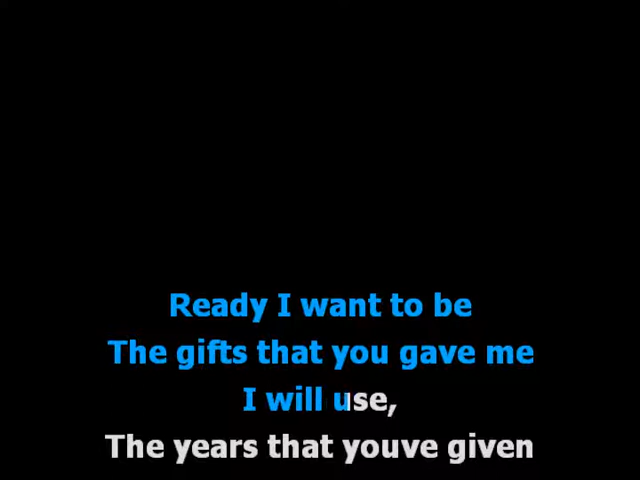 Ready I want to be
The gifts that you gave me
I will use,
The years that youve given